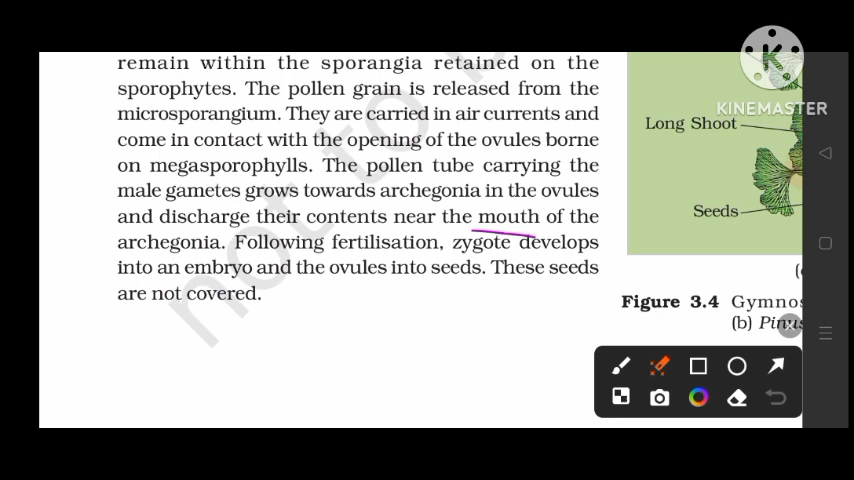 remain within the sporangia retained on the
sporophytes. The pollen grain is released from the
microsporangium. They are carried in air currents and
come in contact with the opening of the ovules borne
on megasporophylls. The pollen tube carrying the
male gametes grows towards archegonia in the ovules
and discharge their contents near the mouth of the
archegonia. Following fertilisation, zygote develops
into an embryo and the ovules into seeds. These seeds
are not covered.
not to
K
KINEMASTER
Long Shoot
Seeds
Figure 3.4 Gymnos
(b) Pinus